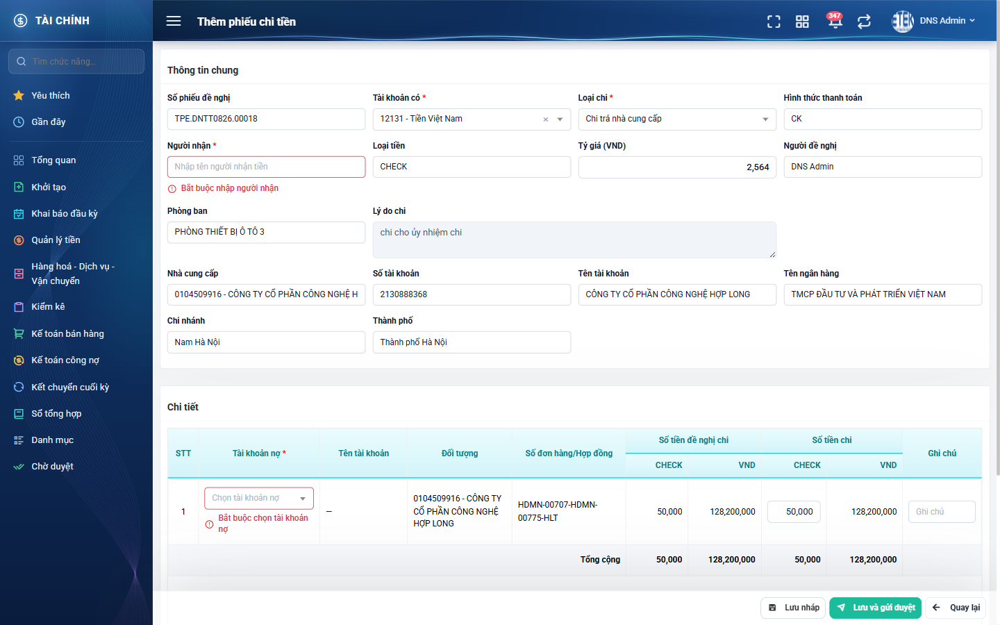 TÀI CHÍNH
Thêm phiếu chi tiền
347
DNS Admin
Tìm chức năng...
Yêu thích
Gần đây
Tổng quan
Khởi tạo
Khai báo đầu kỳ
Quản lý tiền
Hàng hoá - Dịch vụ -
Vận chuyển
Kiểm kê
Kế toán bán hàng
Kế toán công nợ
Kết chuyển cuối kỳ
Sổ tổng hợp
Danh mục
Chờ duyệt
Thông tin chung
Số phiếu đề nghị
Tài khoản có *
Loại chi *
Hình thức thanh toán
TPE.DNTT0826.00018
12131 - Tiền Việt Nam
Chi trả nhà cung cấp
CK
Người nhận *
Loại tiền
Tỷ giá (VND)
Người đề nghị
Nhập tên người nhận tiền
CHECK
2,564
DNS Admin
Bắt buộc nhập người nhận
Phòng ban
Lý do chi
PHÒNG THIẾT BỊ Ô TÔ 3
chi cho ủy nhiệm chi
Nhà cung cấp
Số tài khoản
Tên tài khoản
Tên ngân hàng
0104509916 - CÔNG TY CỔ PHẦN CÔNG NGHỆ H
2130888368
CÔNG TY CỔ PHẦN CÔNG NGHỆ HỢP LONG
TMCP ĐẦU TƯ VÀ PHÁT TRIỂN VIỆT NAM
Chi nhánh
Thành phố
Nam Hà Nội
Thành phố Hà Nội
Chi tiết
STT
Tài khoản nợ *
Tên tài khoản
Đối tượng
Số đơn hàng/Hợp đồng
Số tiền đề nghị chi
Số tiền chi
Ghi chú
CHECK
VND
CHECK
VND
1
Chọn tài khoản nợ
Bắt buộc chọn tài khoản
nợ
–
0104509916 - CÔNG TY
CỔ PHẦN CÔNG NGHỆ
HỢP LONG
HDMN-00707-HDMN-
00775-HLT
50,000
128,200,000
50,000
128,200,000
Ghi chú
Tổng cộng
50,000
128,200,000
50,000
128,200,000
Lưu nháp
Lưu và gửi duyệt
Quay lại